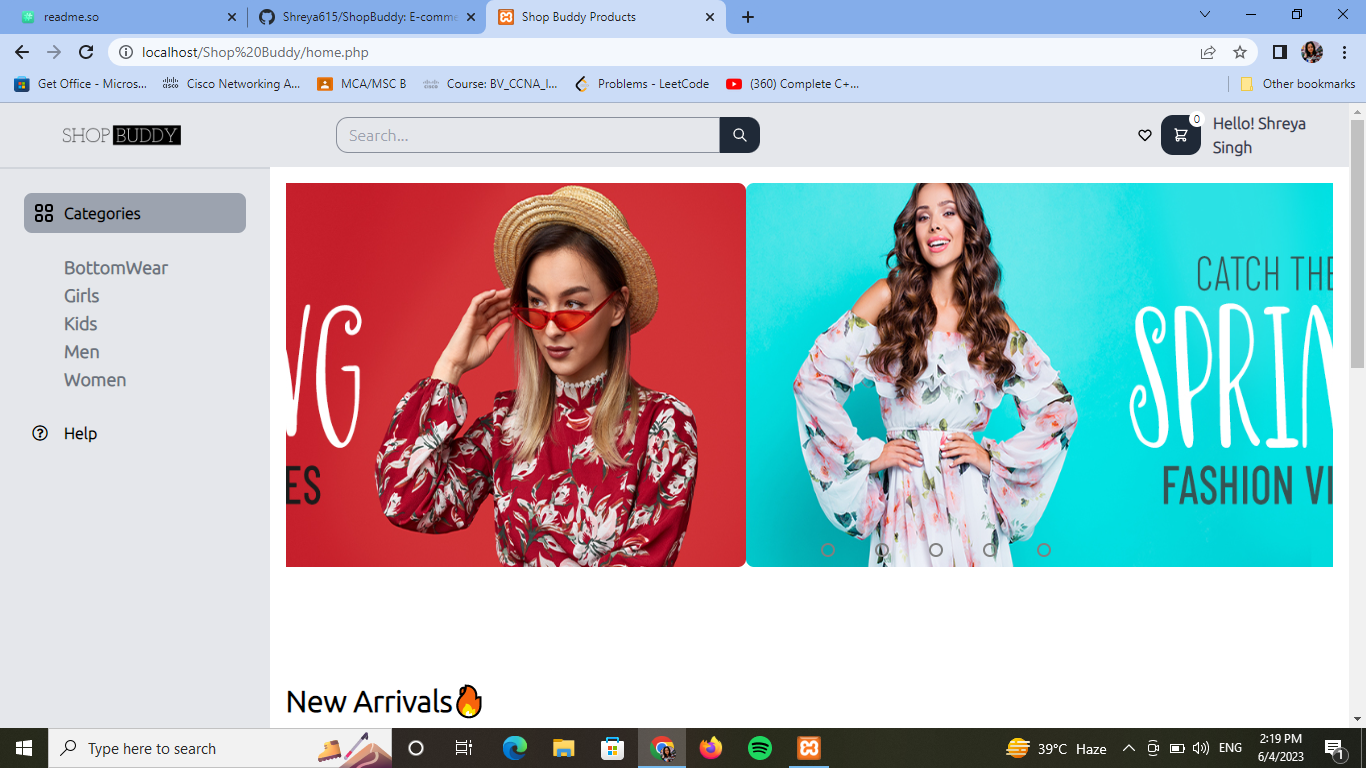 readme.so
Shreya615/ShopBuddy: E-comme
Shop Buddy Products
localhost/Shop%20Buddy/home.php
Get Office - Micros...
Cisco Networking A...
MCA/MSC B
Course: BV_CCNA_I...
Problems - LeetCode
(360) Complete C+...
Other bookmarks
SHOP BUDDY
Search...
0
Hello! Shreya
Singh
Categories
BottomWear
Girls
Kids
Men
Women
Help
NG
ES
CATCH THE
SPRIN
FASHION VI
New Arrivals
Type here to search
39°C Haze
ENG
2:19 PM
6/4/2023
1